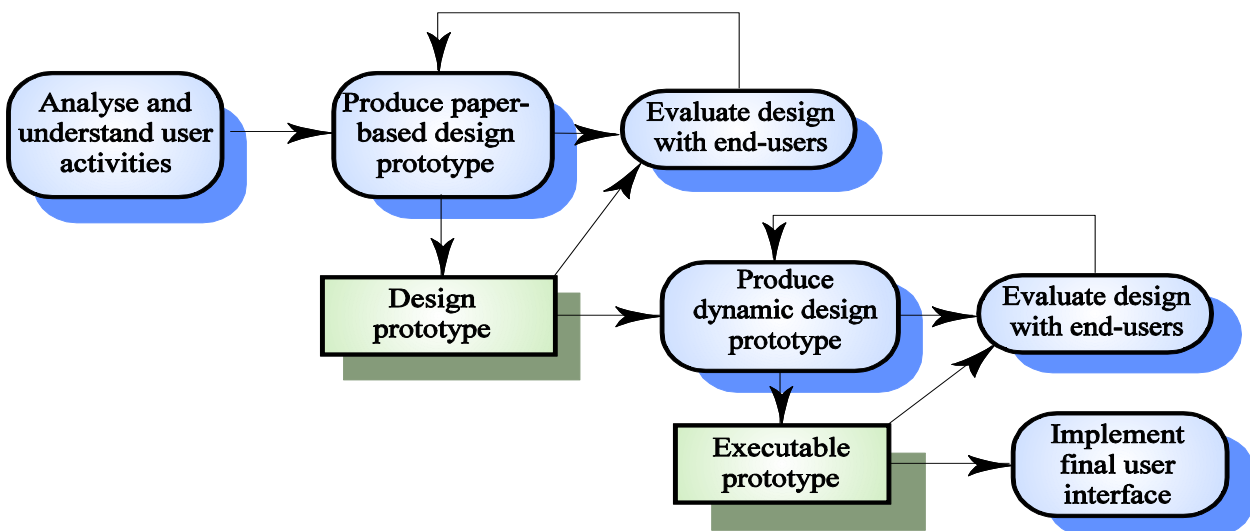 Analyse and
understand user
activities
Produce paper-
based design
prototype
Evaluate design
with end-users
Design
prototype
Produce
dynamic design
prototype
Evaluate design
with end-users
Executable
prototype
Implement
final user
interface